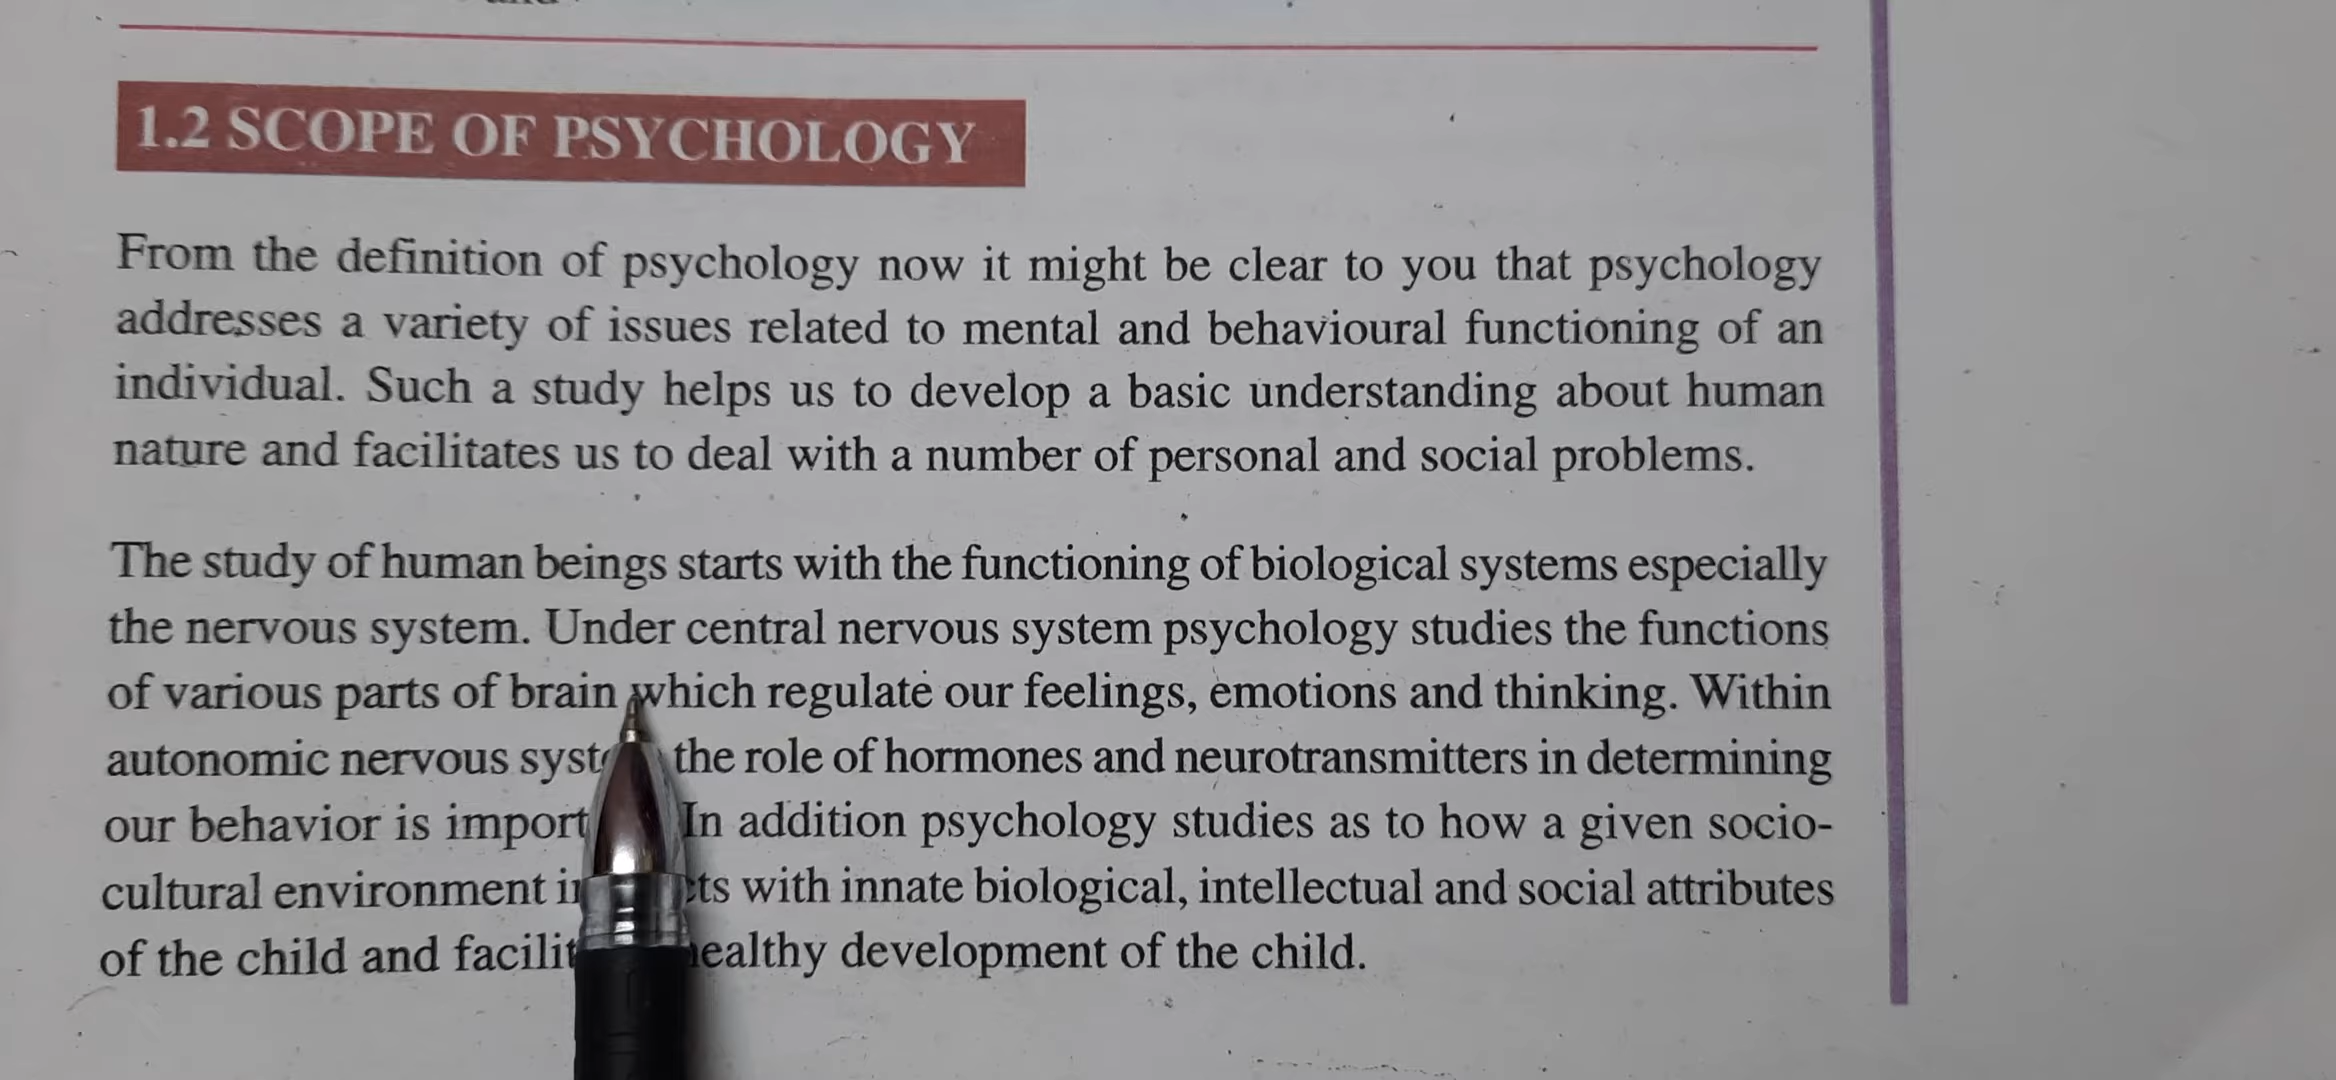 1.2 SCOPE OF PSYCHOLOGY
From the definition of psychology now it might be clear to you that psychology
addresses a variety of issues related to mental and behavioural functioning of an
individual. Such a study helps us to develop a basic understanding about human
nature and facilitates us to deal with a number of personal and social problems.
The study of human beings starts with the functioning of biological systems especially
the nervous system. Under central nervous system psychology studies the functions
of various parts of brain which regulate our feelings, emotions and thinking. Within
autonomic nervous the role of hormones and neurotransmitters in determining
our behavior is In addition psychology studies as to how a given socio-
cultural environment with innate biological, intellectual and social attributes
of the child and development of the child.